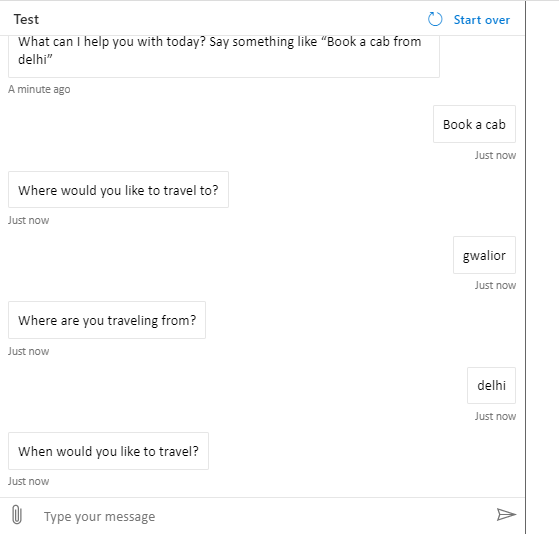 Test
Start over
What can I help you with today? Say something like “Book a cab from
delhi”
A minute ago
Book a cab
Just now
Where would you like to travel to?
Just now
gwalior
Just now
Where are you traveling from?
Just now
delhi
Just now
When would you like to travel?
Just now
Type your message